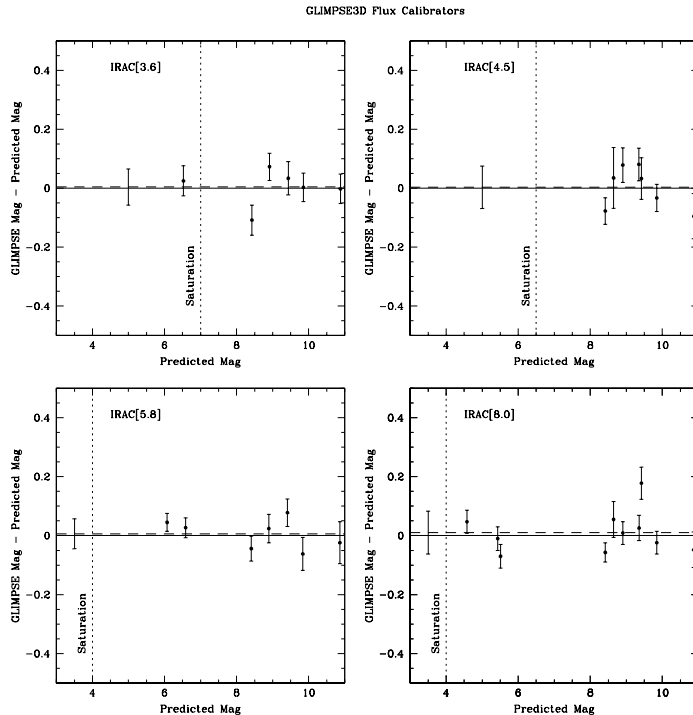 GLIMPSE3D Flux Calibrators
IRAC[3.6]
GLIMPSE Mag − Predicted Mag
0.4
0.2
0
−0.2
−0.4
Saturation
4 6 8 10
Predicted Mag
IRAC[4.5]
GLIMPSE Mag − Predicted Mag
0.4
0.2
0
−0.2
−0.4
Saturation
4 6 8 10
Predicted Mag
IRAC[5.8]
GLIMPSE Mag − Predicted Mag
0.4
0.2
0
−0.2
−0.4
Saturation
4 6 8 10
Predicted Mag
IRAC[8.0]
GLIMPSE Mag − Predicted Mag
0.4
0.2
0
−0.2
−0.4
Saturation
4 6 8 10
Predicted Mag